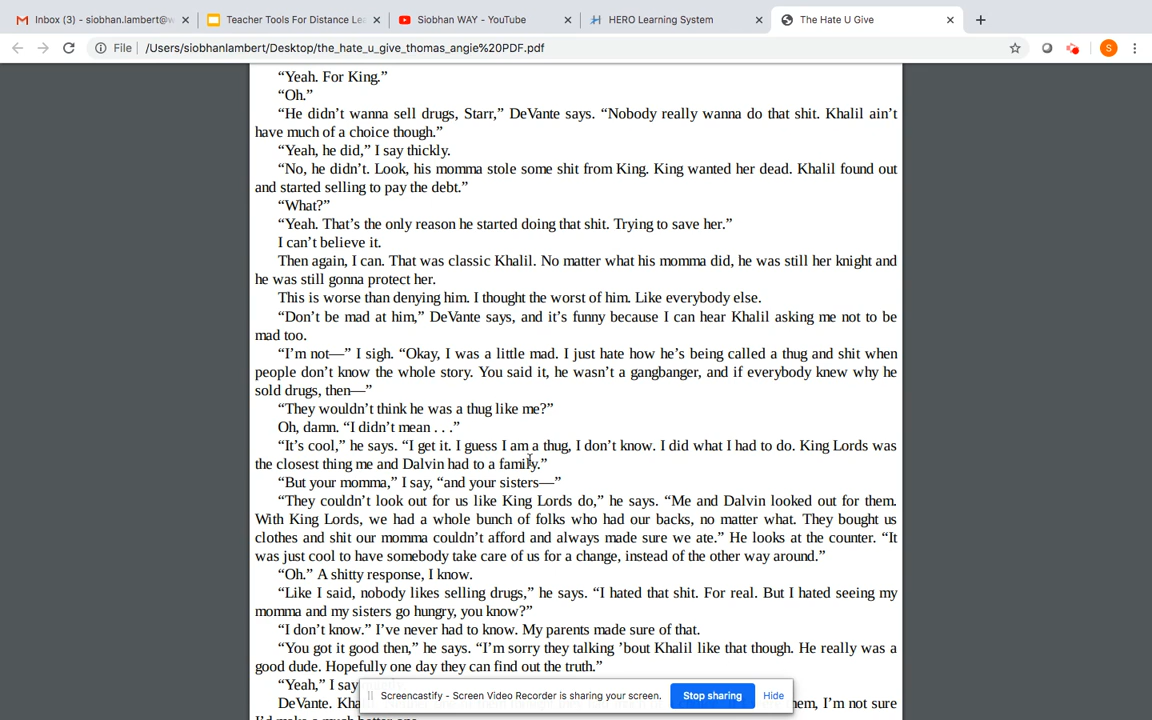 Inbox (3) - siobhan.lambert@w
Teacher Tools For Distance Le
Siobhan WAY - YouTube
HERO Learning System
The Hate U Give
File
/Users/siobhanlambert/Desktop/the_hate_u_give_thomas_angie%20PDF.pdf
S
“Yeah. For King.”
“Oh.”
“He didn’t wanna sell drugs, Starr,” DeVante says. “Nobody really wanna do that shit. Khalil ain’t
have much of a choice though.”
“Yeah, he did,” I say thickly.
“No, he didn’t. Look, his momma stole some shit from King. King wanted her dead. Khalil found out
and started selling to pay the debt.”
“What?”
“Yeah. That’s the only reason he started doing that shit. Trying to save her.”
I can’t believe it.
Then again, I can. That was classic Khalil. No matter what his momma did, he was still her knight and
he was still gonna protect her.
This is worse than denying him. I thought the worst of him. Like everybody else.
“Don’t be mad at him,” DeVante says, and it’s funny because I can hear Khalil asking me not to be
mad too.
“I’m not—” I sigh. “Okay, I was a little mad. I just hate how he’s being called a thug and shit when
people don’t know the whole story. You said it, he wasn’t a gangbanger, and if everybody knew why he
sold drugs, then—”
“They wouldn’t think he was a thug like me?”
Oh, damn. “I didn’t mean . . .”
“It’s cool,” he says. “I get it. I guess I am a thug, I don’t know. I did what I had to do. King Lords was
the closest thing me and Dalvin had to a family.”
“But your momma,” I say, “and your sisters—”
“They couldn’t look out for us like King Lords do,” he says. “Me and Dalvin looked out for them.
With King Lords, we had a whole bunch of folks who had our backs, no matter what. They bought us
clothes and shit our momma couldn’t afford and always made sure we ate.” He looks at the counter. “It
was just cool to have somebody take care of us for a change, instead of the other way around.”
“Oh.” A shitty response, I know.
“Like I said, nobody likes selling drugs,” he says. “I hated that shit. For real. But I hated seeing my
momma and my sisters go hungry, you know?”
“I don’t know.” I’ve never had to know. My parents made sure of that.
“You got it good then,” he says. “I’m sorry they talking ’bout Khalil like that though. He really was a
good dude. Hopefully one day they can find out the truth.”
“Yeah,” I say
Screencastify - Screen Video Recorder is sharing your screen.
Stop sharing
Hide
DeVante. Kha
hem, I’m not sure